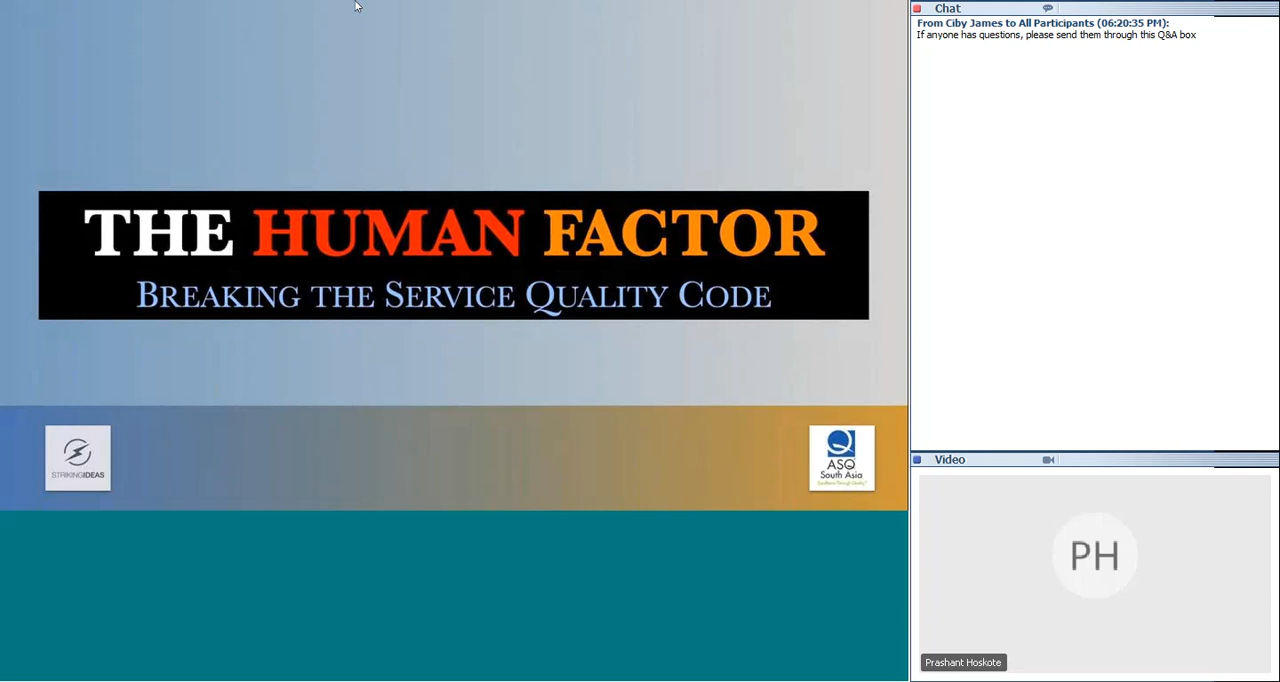 THE HUMAN FACTOR
BREAKING THE SERVICE QUALITY CODE
STRIKINGIDEAS
ASQ
South Asia
Chat
From Ciby James to All Participants (06:20:35 PM):
If anyone has questions, please send them through this Q&A box
Video
PH
Prashant Hoskote